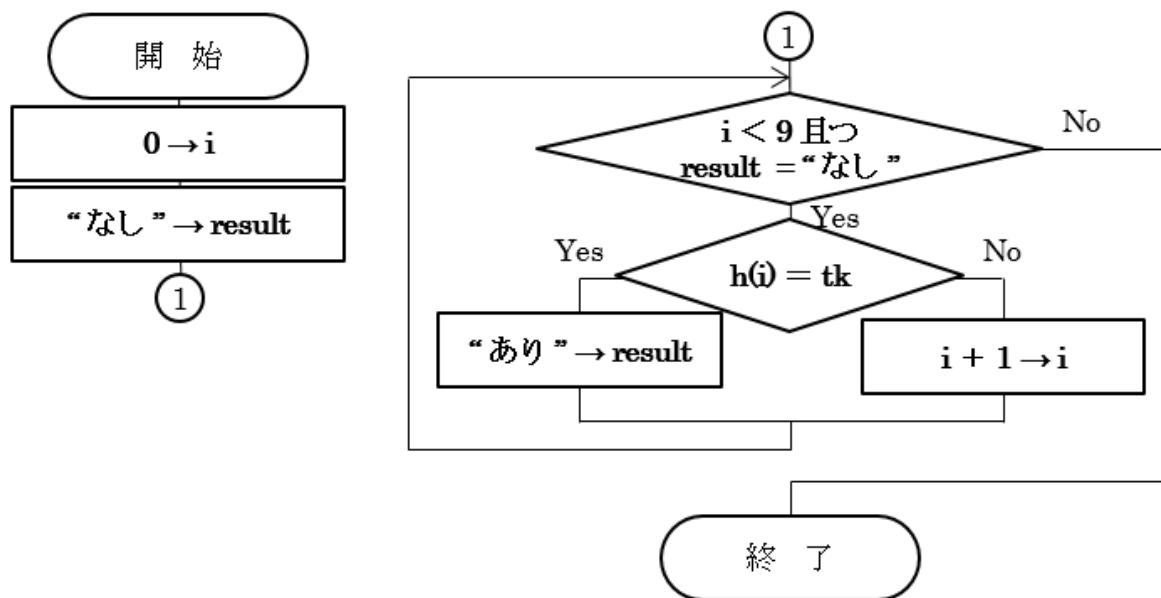 開 始
0 → i
“なし” → result
1
1
i < 9 且つ
result = “なし”
No
Yes
Yes
h(i) = tk
No
“あり” → result
i + 1 → i
終 了